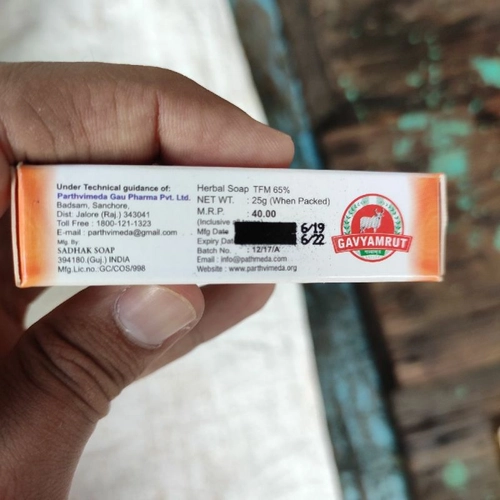 Under Technical guidance of:
Parthvimeda Gau Pharma Pvt. Ltd.
Badsam, Sanchore,
Dist: Jalore (Raj.) 343041
Toll Free : 1800-121-1323
E-mail : parthvimeda@gmail.com
Mfg. By:
SADHAK SOAP
394180.(Guj.) INDIA
Mfg.Lic.no :GC/COS/998
Herbal Soap TFM 65%
NET WT. : 25g (When Packed)
M.R.P. 40.00
(Inclusive
Mfg Date 6/19
Expiry Date 6/22
Batch No. : 12/17/A
Email : info@pathmeda.com
Website : www.parthvimeda.org
GAVYAMRUT